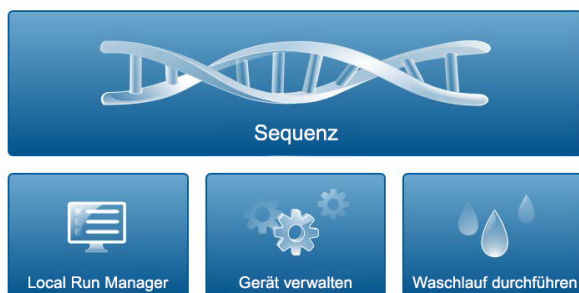 Sequenz
Local Run Manager
Gerät verwalten
Waschlauf durchführen